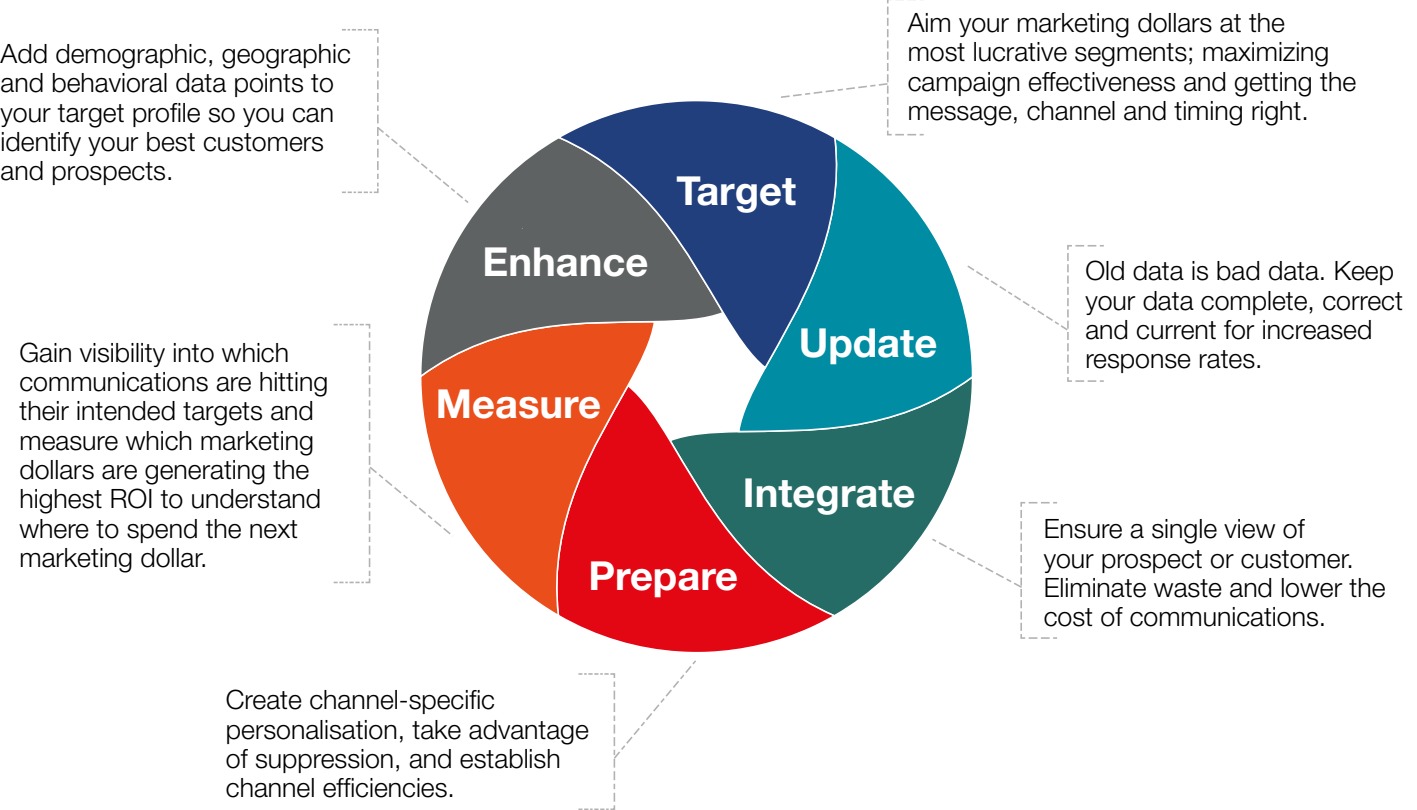 Add demographic, geographic
and behavioral data points to
your target profile so you can
identify your best customers
and prospects.
Aim your marketing dollars at the
most lucrative segments; maximizing
campaign effectiveness and getting the
message, channel and timing right.
Target
Enhance
Update
Old data is bad data. Keep
your data complete, correct
and current for increased
response rates.
Gain visibility into which
communications are hitting
their intended targets and
measure which marketing
dollars are generating the
highest ROI to understand
where to spend the next
marketing dollar.
Measure
Integrate
Prepare
Ensure a single view of
your prospect or customer.
Eliminate waste and lower the
cost of communications.
Create channel-specific
personalisation, take advantage
of suppression, and establish
channel efficiencies.